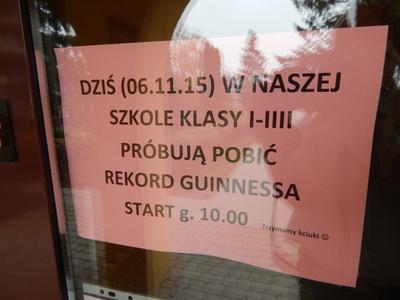 DZIŚ (06.11.15) W NASZEJ
SZKOLE KLASY I-IIII
PRÓBUJĄ POBIĆ
REKORD GUINNESSA
START g. 10.00
Trzymamy kciuki ☺